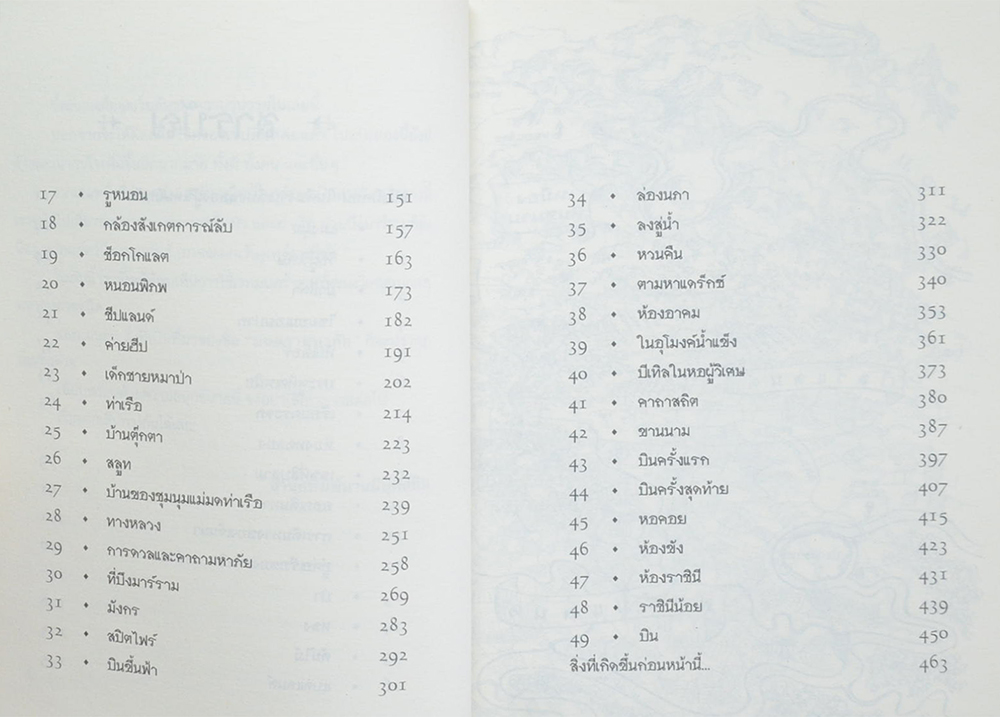 17 • รูหนอน 151
18 • กล้องสังเกตการณ์ลับ 157
19 • ช็อกโกแลต 163
20 • หนอนพิภพ 173
21 • ชีปแลนด์ 182
22 • ค่ายฮีป 191
23 • เด็กชายหมาป่า 202
24 • ท่าเรือ 214
25 • บ้านตุ๊กตา 223
26 • สลูท 232
27 • บ้านของชุมนุมแม่มดท่าเรือ 239
28 • ทางหลวง 251
29 • การดวลและคาถามหาภัย 258
30 • ที่บึงมาร์ราม 269
31 • มังกร 283
32 • สปิตไฟร์ 292
33 • บินขึ้นฟ้า 301
34 • ล่องนภา 311
35 • ลงสู่น้ำ 322
36 • หวนคืน 330
37 • ตามหาแดร็กซ์ 340
38 • ห้องอาคม 353
39 • ในอุโมงค์น้ำแข็ง 361
40 • บีเทิลในหอผู้วิเศษ 373
41 • คาถาสถิต 380
42 • ขานนาม 387
43 • บินครั้งแรก 397
44 • บินครั้งสุดท้าย 407
45 • หอคอย 415
46 • ห้องขัง 423
47 • ห้องราชินี 431
48 • ราชินีน้อย 439
49 • บิน 450
สิ่งที่เกิดขึ้นก่อนหน้านี้... 463